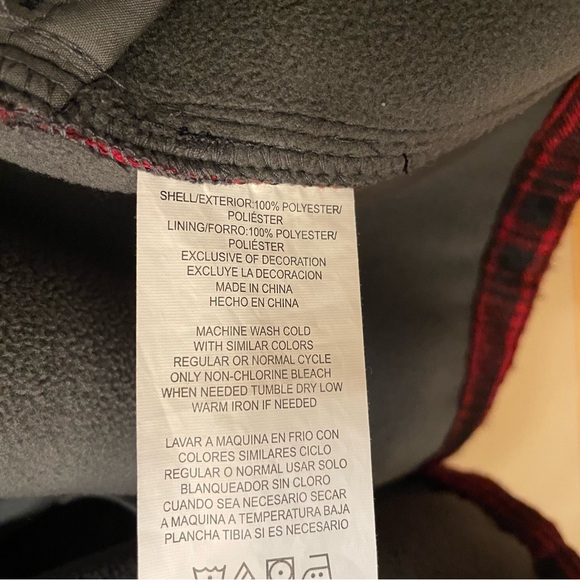 SHELL/EXTERIOR:100% POLYESTER/
POLIÉSTER
LINING/FORRO:100% POLYESTER/
POLIÉSTER
EXCLUSIVE OF DECORATION
EXCLUYE LA DECORACION
MADE IN CHINA
HECHO EN CHINA
MACHINE WASH COLD
WITH SIMILAR COLORS
REGULAR OR NORMAL CYCLE
ONLY NON-CHLORINE BLEACH
WHEN NEEDED TUMBLE DRY LOW
WARM IRON IF NEEDED
LAVAR A MAQUINA EN FRIO CON
COLORES SIMILARES CICLO
REGULAR O NORMAL USAR SOLO
BLANQUEADOR SIN CLORO
CUANDO SEA NECESARIO SECAR
A MAQUINA A TEMPERATURA BAJA
PLANCHA TIBIA SI ES NECESARIO